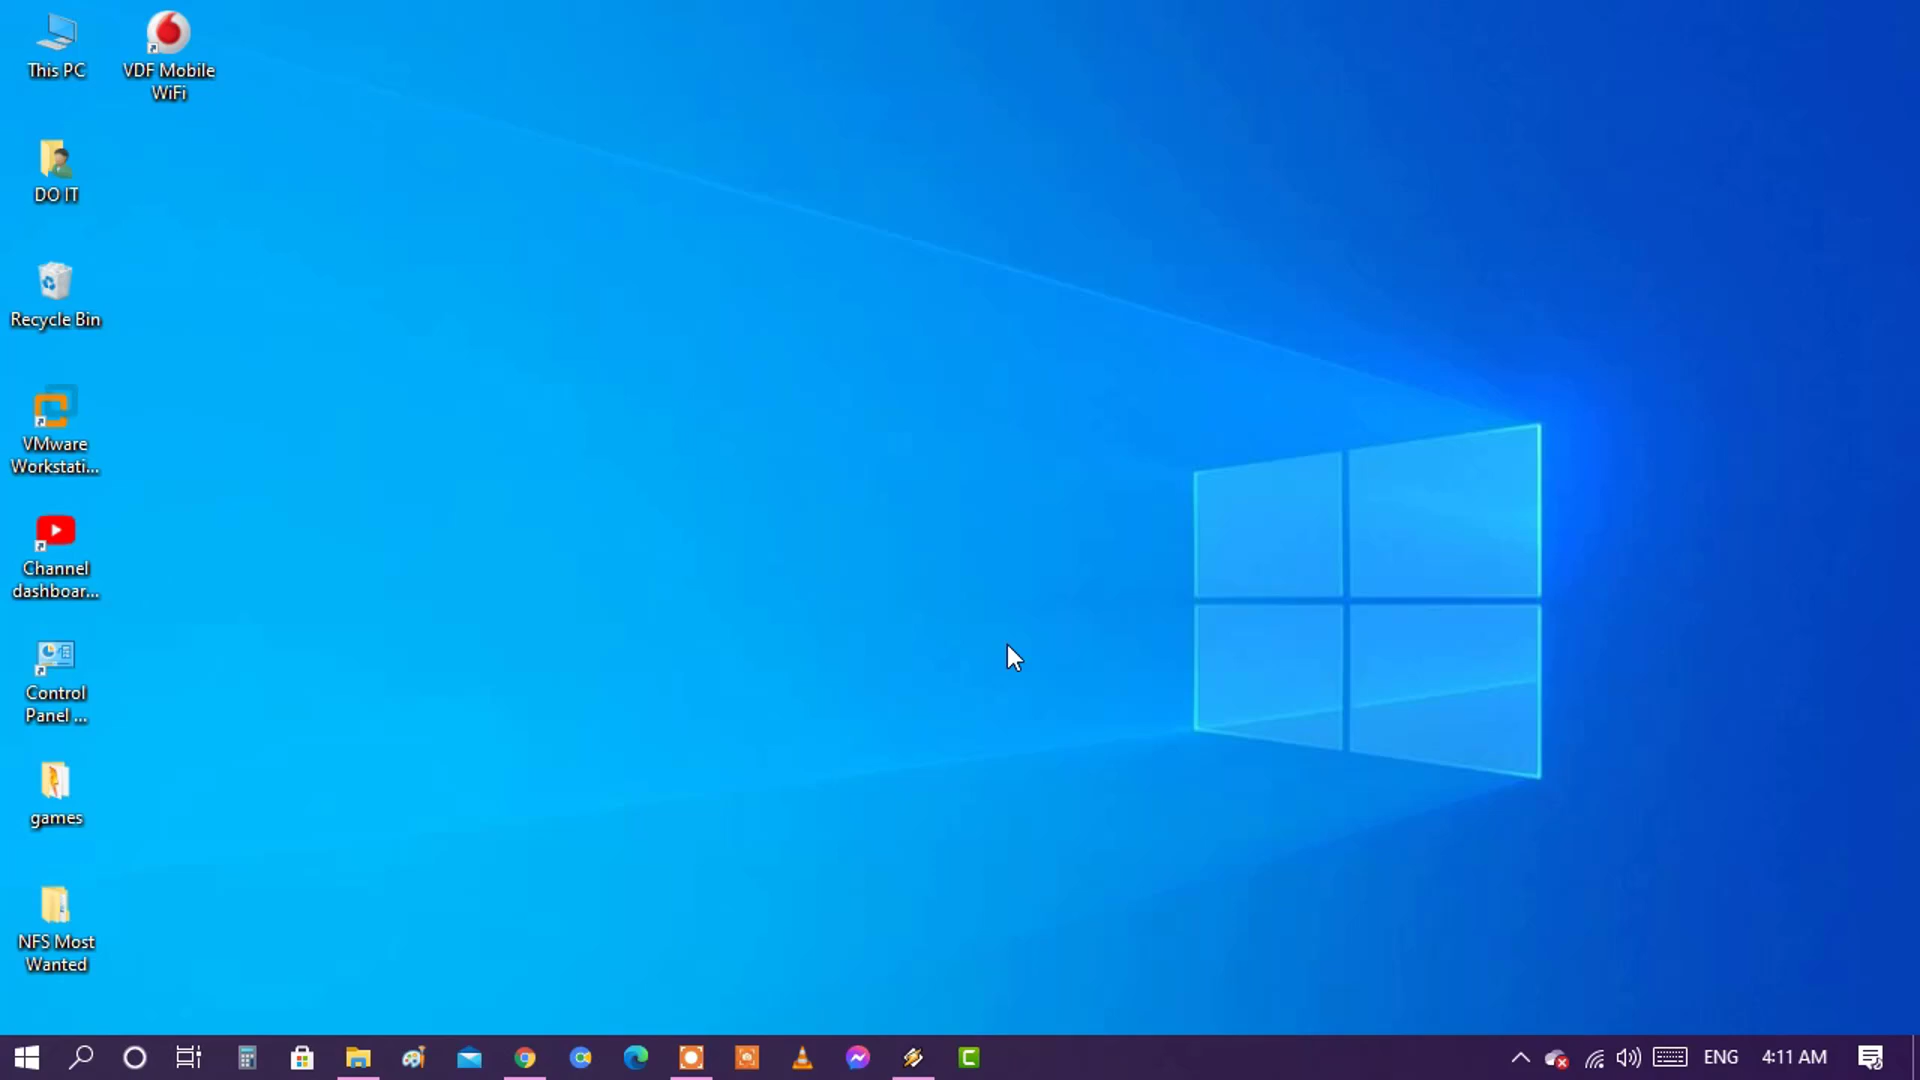 This PC
VDF Mobile
WiFi
DO IT
Recycle Bin
VMware
Workstati...
Channel
dashboar...
Control
Panel ...
games
NFS Most
Wanted
ENG
4:11 AM